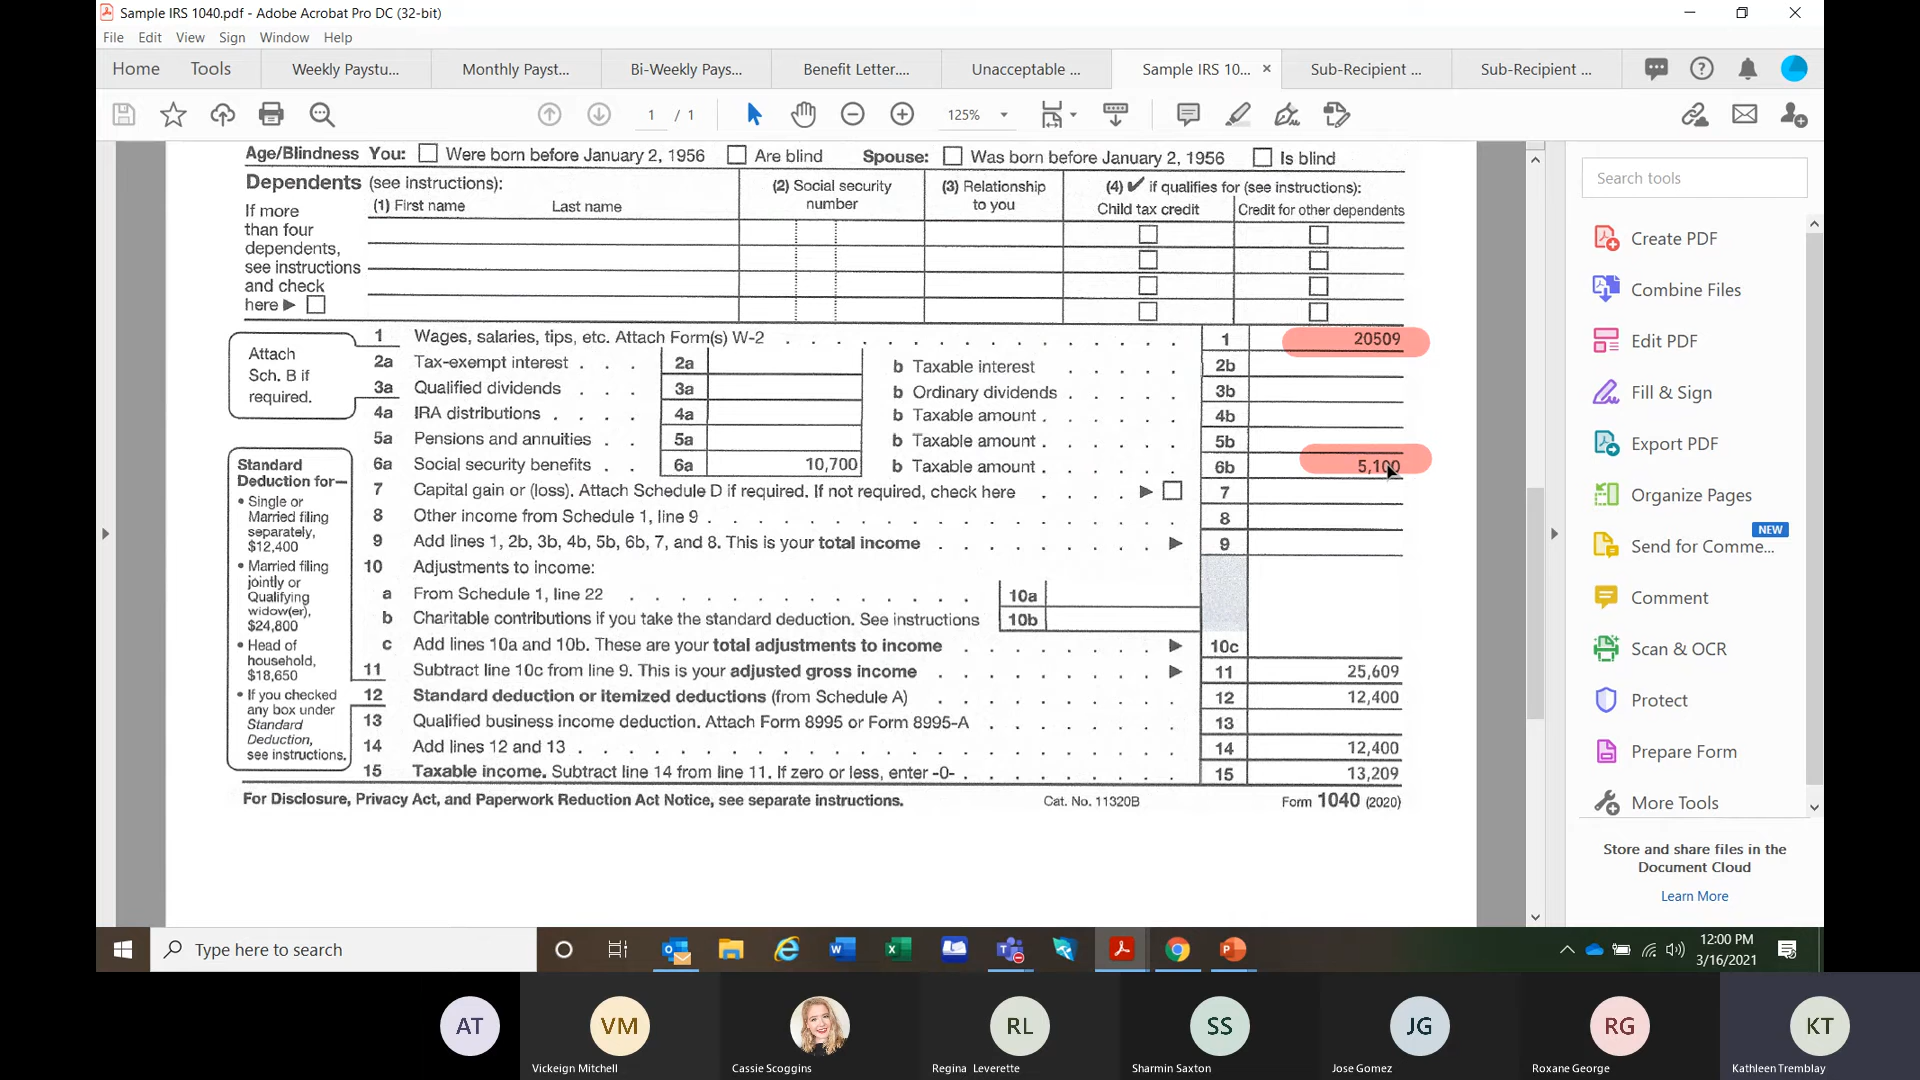 Sample IRS 1040.pdf - Adobe Acrobat Pro DC (32-bit)
File Edit View Sign Window Help
Home Tools Weekly Paystu... Monthly Payst... Bi-Weekly Pays... Benefit Letter.... Unacceptable ... Sample IRS 10... × Sub-Recipient ... Sub-Recipient ...
1 / 1 125%
Age/Blindness You: Were born before January 2, 1956 Are blind Spouse: Was born before January 2, 1956 Is blind
Dependents (see instructions): (2) Social security number (3) Relationship to you (4) ✔ if qualifies for (see instructions):
(1) First name Last name Child tax credit Credit for other dependents
If more
than four
dependents,
see instructions
and check
here ▶
Attach
Sch. B if
required.
1 Wages, salaries, tips, etc. Attach Form(s) W-2 . . . . . . . . . . . . . . . . 1 20509
2a Tax-exempt interest . . . 2a b Taxable interest . . . . . 2b
3a Qualified dividends . . . 3a b Ordinary dividends . . . . . 3b
4a IRA distributions . . . . 4a b Taxable amount . . . . . . 4b
5a Pensions and annuities . . 5a b Taxable amount . . . . . . 5b
6a Social security benefits . . 6a 10,700 b Taxable amount . . . . . . 6b 5,100
7 Capital gain or (loss). Attach Schedule D if required. If not required, check here . . . . ▶ 7
8 Other income from Schedule 1, line 9 . . . . . . . . . . . . . . . . . . . 8
9 Add lines 1, 2b, 3b, 4b, 5b, 6b, 7, and 8. This is your total income . . . . . . . . . ▶ 9
10 Adjustments to income:
a From Schedule 1, line 22 . . . . . . . . . . . . . 10a
b Charitable contributions if you take the standard deduction. See instructions 10b
c Add lines 10a and 10b. These are your total adjustments to income . . . . . . . . ▶ 10c
11 Subtract line 10c from line 9. This is your adjusted gross income . . . . . . . . . ▶ 11 25,609
12 Standard deduction or itemized deductions (from Schedule A) . . . . . . . . . . 12 12,400
13 Qualified business income deduction. Attach Form 8995 or Form 8995-A . . . . . . . . 13
14 Add lines 12 and 13 . . . . . . . . . . . . . . . . . . . . . . . . 14 12,400
15 Taxable income. Subtract line 14 from line 11. If zero or less, enter -0- . . . . . . . . . 15 13,209
Standard
Deduction for—
• Single or
Married filing
separately,
$12,400
• Married filing
jointly or
Qualifying
widow(er),
$24,800
• Head of
household,
$18,650
• If you checked
any box under
Standard
Deduction,
see instructions.
For Disclosure, Privacy Act, and Paperwork Reduction Act Notice, see separate instructions. Cat. No. 11320B Form 1040 (2020)
Search tools
Create PDF
Combine Files
Edit PDF
Fill & Sign
Export PDF
Organize Pages
NEW
Send for Comme...
Comment
Scan & OCR
Protect
Prepare Form
More Tools
Store and share files in the
Document Cloud
Learn More
Type here to search
12:00 PM
3/16/2021
AT VM RL SS JG RG KT
Vickeign Mitchell Cassie Scoggins Regina Leverette Sharmin Saxton Jose Gomez Roxane George Kathleen Tremblay